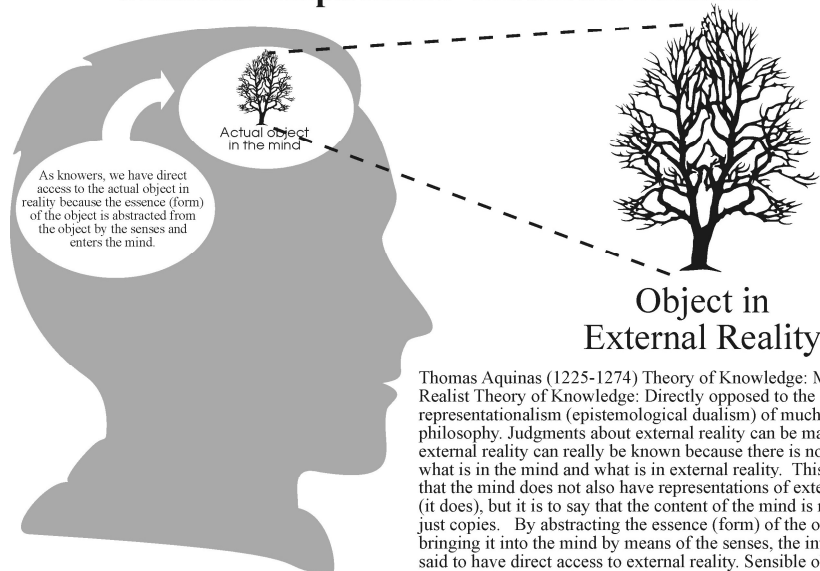 Actual object
in the mind
As knowers, we have direct
access to the actual object in
reality because the essence (form)
of the object is abstracted from
the object by the senses and
enters the mind.
Object in
External Reality
Thomas Aquinas (1225-1274) Theory of Knowledge:
Realist Theory of Knowledge: Directly opposed to the
representationalism (epistemological dualism) of much
philosophy. Judgments about external reality can be
external reality can really be known because there is
what is in the mind and what is in external reality. This
that the mind does not also have representations of
(it does), but it is to say that the content of the mind is
just copies. By abstracting the essence (form) of the
bringing it into the mind by means of the senses, the
said to have direct access to external reality. Sensible